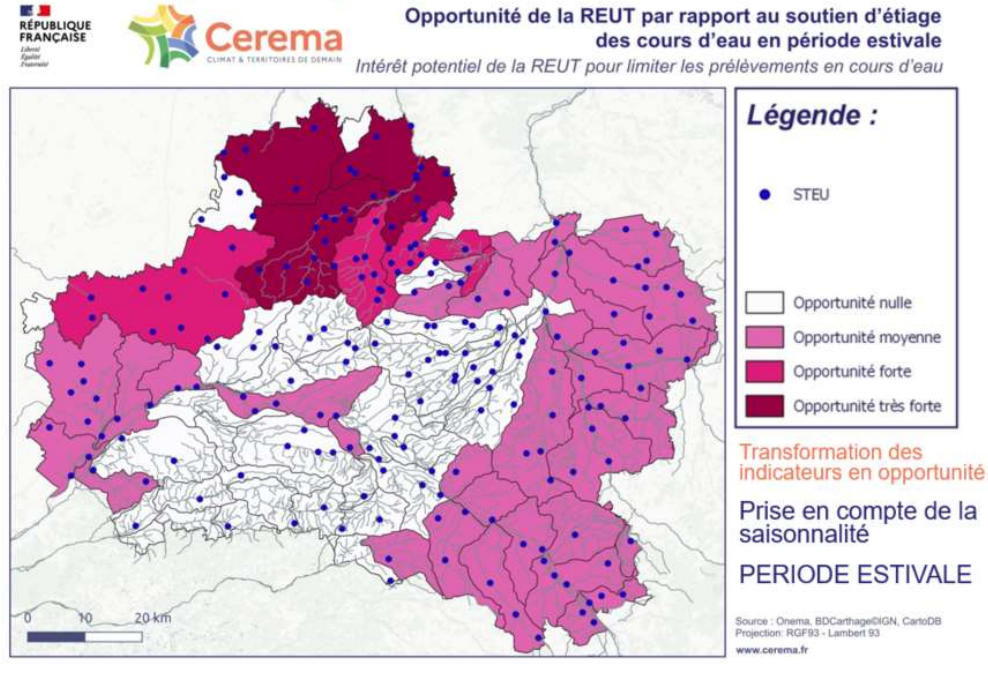 RÉPUBLIQUE
FRANÇAISE
Liberté
Égalité
Fraternité
Cerema
CLIMAT & TERRITOIRES DE DEMAIN
Opportunité de la REUT par rapport au soutien d'étiage
des cours d'eau en période estivale
Intérêt potentiel de la REUT pour limiter les prélèvements en cours d'eau
Légende :
STEU
Opportunité nulle
Opportunité moyenne
Opportunité forte
Opportunité très forte
Transformation des
indicateurs en opportunité
Prise en compte de la
saisonnalité
PERIODE ESTIVALE
0 10 20 km
Source : Onema, BDCarthage©IGN, CartoDB
Projection: RGF93 - Lambert 93
www.cerema.fr